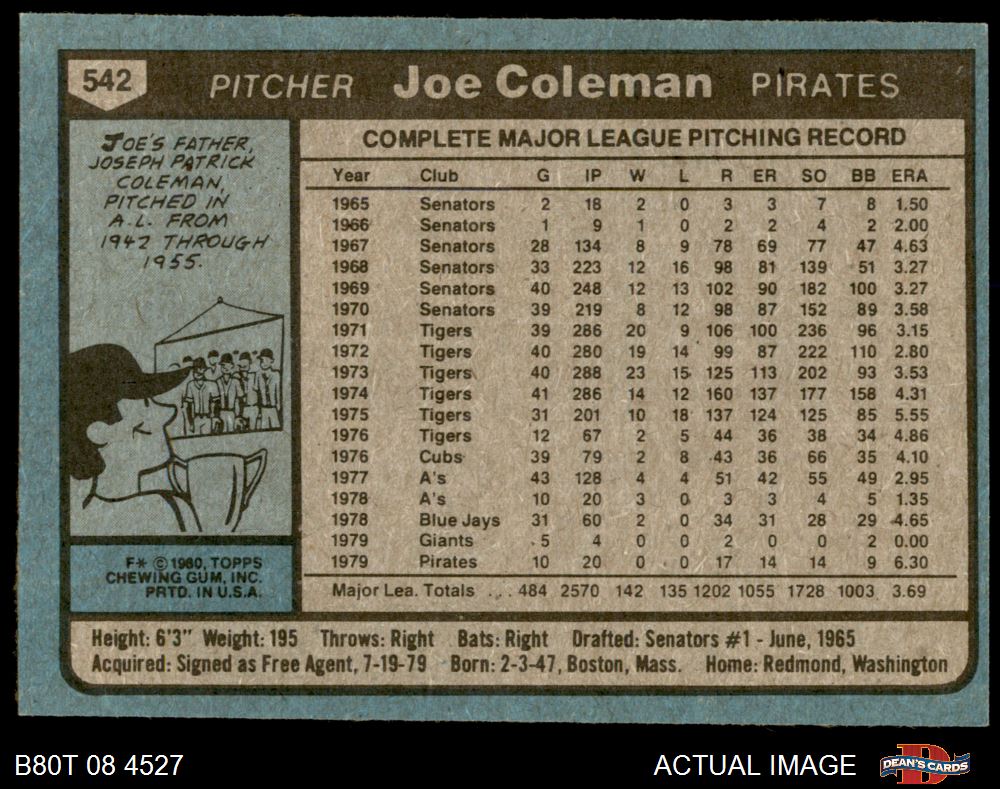 542 PITCHER Joe Coleman PIRATES
JOE'S FATHER,
JOSEPH PATRICK
COLEMAN,
PITCHED IN
A.L. FROM
1942 THROUGH
1955.
F* © 1980, TOPPS
CHEWING GUM, INC.
PRTD. IN U.S.A.
COMPLETE MAJOR LEAGUE PITCHING RECORD
Year Club G IP W L R ER SO BB ERA
1965 Senators 2 18 2 0 3 3 7 8 1.50
1966 Senators 1 9 1 0 2 2 4 2 2.00
1967 Senators 28 134 8 9 78 69 77 47 4.63
1968 Senators 33 223 12 16 98 81 139 51 3.27
1969 Senators 40 248 12 13 102 90 182 100 3.27
1970 Senators 39 219 8 12 98 87 152 89 3.58
1971 Tigers 39 286 20 9 106 100 236 96 3.15
1972 Tigers 40 280 19 14 99 87 222 110 2.80
1973 Tigers 40 288 23 15 125 113 202 93 3.53
1974 Tigers 41 286 14 12 160 137 177 158 4.31
1975 Tigers 31 201 10 18 137 124 125 85 5.55
1976 Tigers 12 67 2 5 44 36 38 34 4.86
1976 Cubs 39 79 2 8 43 36 66 35 4.10
1977 A's 43 128 4 4 51 42 55 49 2.95
1978 A's 10 20 3 0 3 3 4 5 1.35
1978 Blue Jays 31 60 2 0 34 31 28 29 4.65
1979 Giants 5 4 0 0 2 0 0 2 0.00
1979 Pirates 10 20 0 0 17 14 14 9 6.30
Major Lea. Totals ... 484 2570 142 135 1202 1055 1728 1003 3.69
Height: 6'3" Weight: 195 Throws: Right Bats: Right Drafted: Senators #1 - June, 1965
Acquired: Signed as Free Agent, 7-19-79 Born: 2-3-47, Boston, Mass. Home: Redmond, Washington
B80T 08 4527 ACTUAL IMAGE DEAN'S CARDS